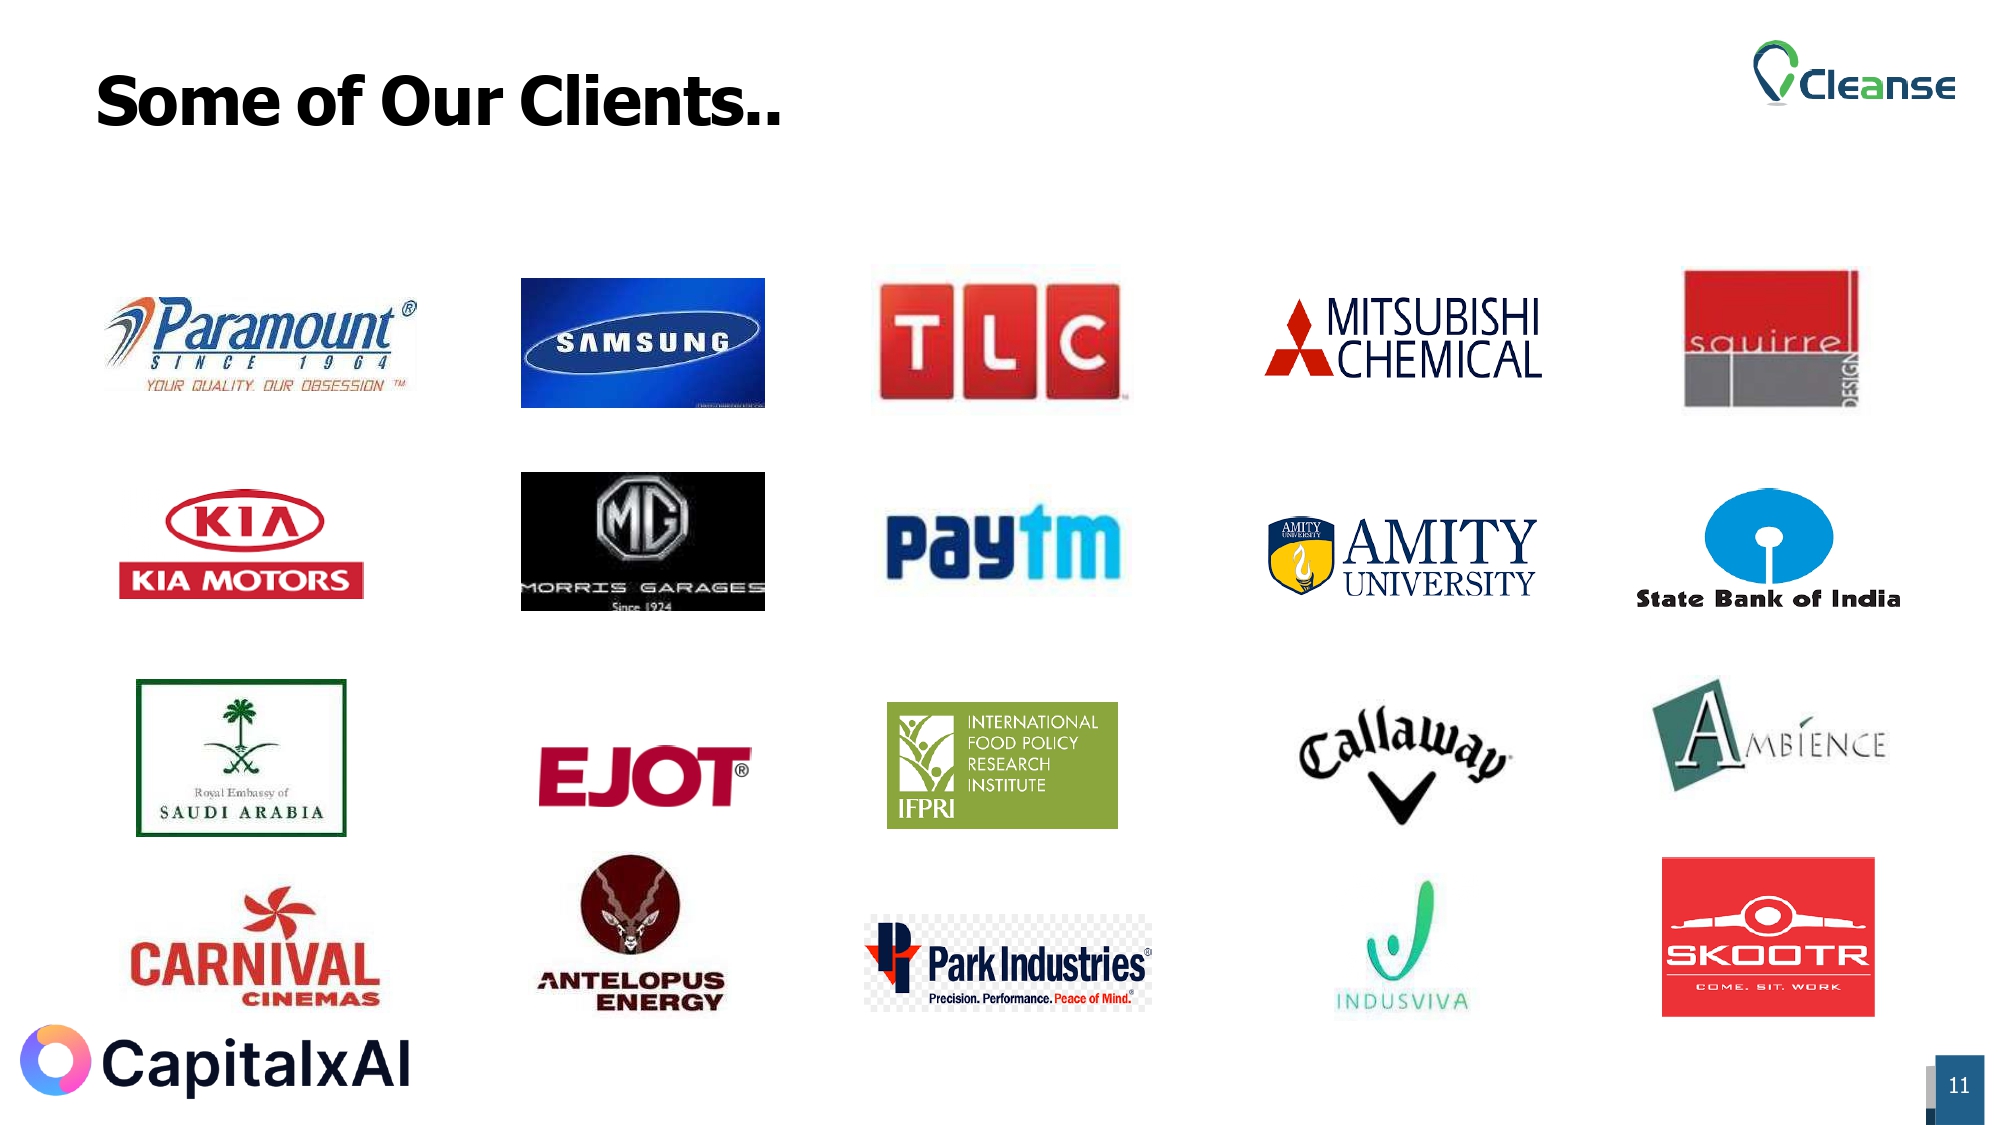 Some of Our Clients..
Cleanse
Paramount®
SINCE 1964
YOUR QUALITY. OUR OBSESSION ™
SAMSUNG
TLC
MITSUBISHI
CHEMICAL
squirrel
DESIGN
KIA
KIA MOTORS
MG
MORRIS GARAGES
Since 1924
paytm
AMITY
UNIVERSITY
AMITY
UNIVERSITY
State Bank of India
Royal Embassy of
SAUDI ARABIA
EJOT®
INTERNATIONAL
FOOD POLICY
RESEARCH
INSTITUTE
IFPRI
Callaway
AMBIENCE
CARNIVAL
CINEMAS
ANTELOPUS
ENERGY
Park Industries®
Precision. Performance. Peace of Mind.®
INDUSVIVA
SKOOTR
COME. SIT. WORK
CapitalxAI
11